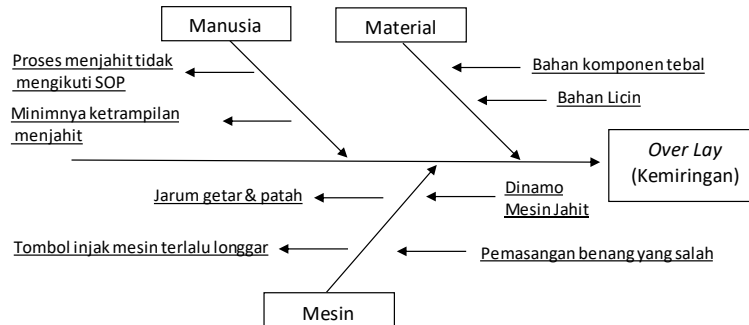 Manusia
Material
Proses menjahit tidak
mengikuti SOP
Bahan komponen tebal
Bahan Licin
Minimnya ketrampilan
menjahit
Over Lay
(Kemiringan)
Jarum getar & patah
Dinamo
Mesin Jahit
Tombol injak mesin terlalu longgar
Pemasangan benang yang salah
Mesin